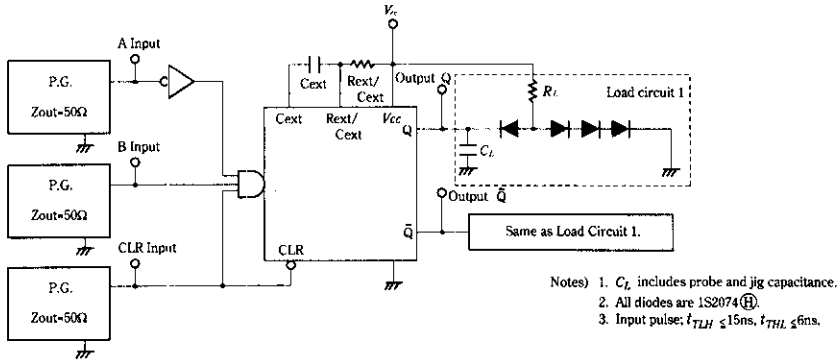 Vcc
A Input
P.G.
Zout=50Ω
Cext
Rext/
Cext
Output Q
RL
Load circuit 1
Cext
Rext/
Cext
Vcc
Q
CL
B Input
P.G.
Zout=50Ω
Output Q̄
Q̄
Same as Load Circuit 1.
CLR Input
CLR
P.G.
Zout=50Ω
Notes) 1. CL includes probe and jig capacitance.
2. All diodes are 1S2074 Ⓗ.
3. Input pulse; tTLH ≦15ns, tTHL ≦6ns.